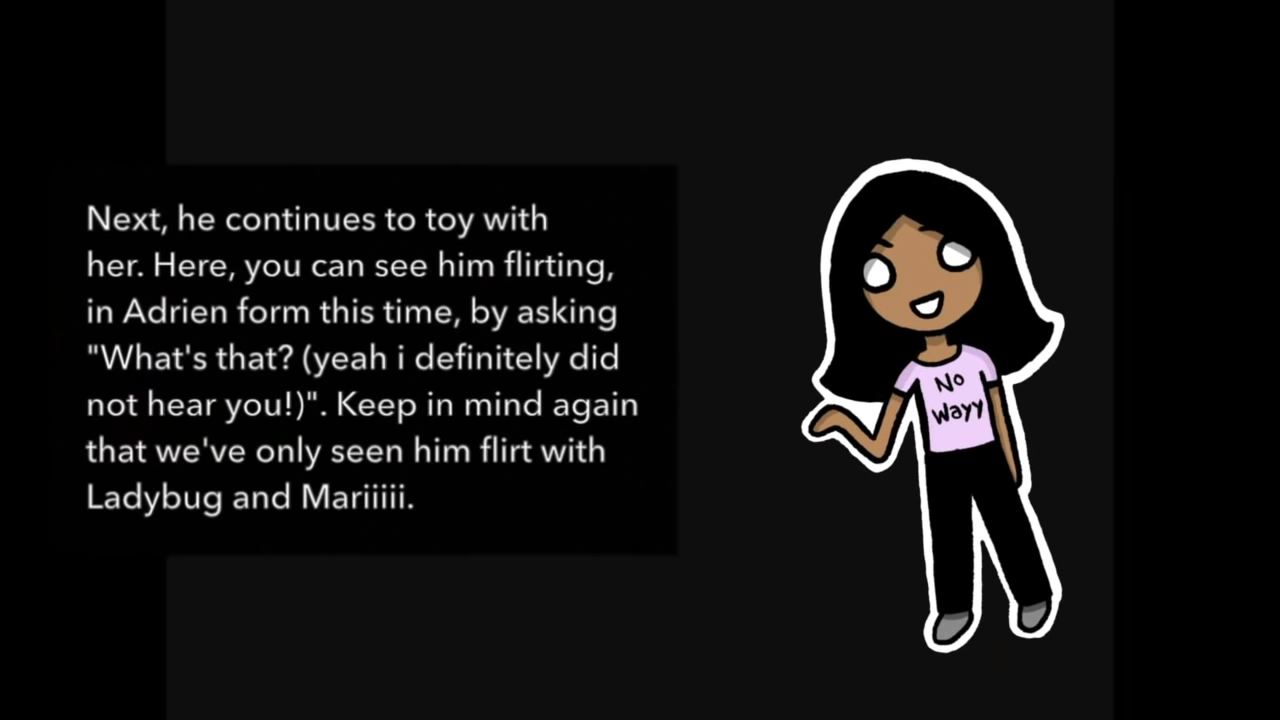 Next, he continues to toy with
her. Here, you can see him flirting,
in Adrien form this time, by asking
"What's that? (yeah i definitely did
not hear you!)". Keep in mind again
that we've only seen him flirt with
Ladybug and Mariiiii.
No
Wayy